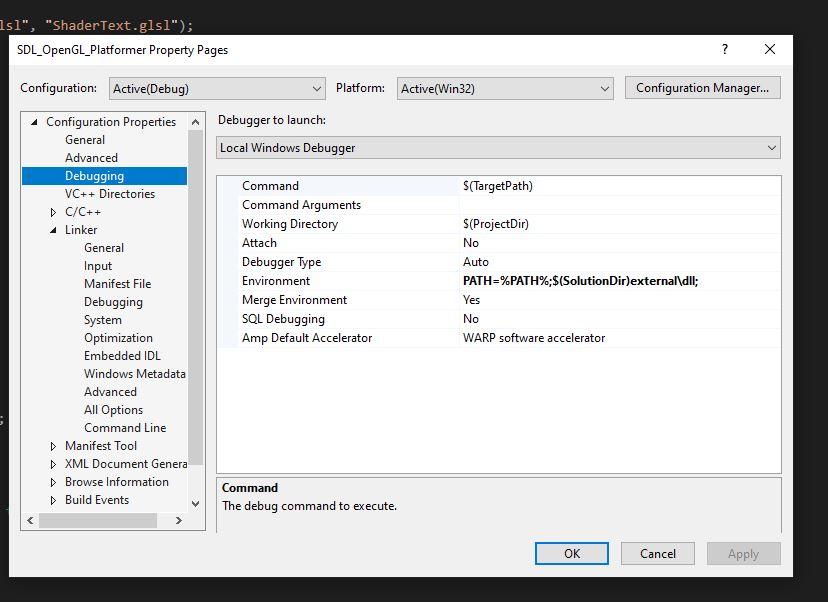 lsl", "ShaderText.glsl");
SDL_OpenGL_Platformer Property Pages
?
Configuration: Active(Debug) Platform: Active(Win32) Configuration Manager...
Configuration Properties
General
Advanced
Debugging
VC++ Directories
C/C++
Linker
General
Input
Manifest File
Debugging
System
Optimization
Embedded IDL
Windows Metadata
Advanced
All Options
Command Line
Manifest Tool
XML Document Genera
Browse Information
Build Events
Debugger to launch:
Local Windows Debugger
Command $(TargetPath)
Command Arguments
Working Directory $(ProjectDir)
Attach No
Debugger Type Auto
Environment PATH=%PATH%;$(SolutionDir)external\dll;
Merge Environment Yes
SQL Debugging No
Amp Default Accelerator WARP software accelerator
Command
The debug command to execute.
OK Cancel Apply
;